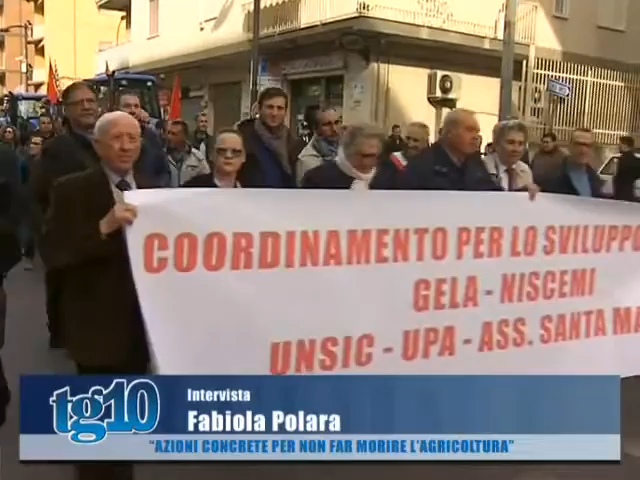 COORDINAMENTO PER LO SVILUPPO
GELA - NISCEMI
UNSIC - UPA - ASS. SANTA MA
tg10
Intervista
Fabiola Polara
"AZIONI CONCRETE PER NON FAR MORIRE L'AGRICOLTURA"